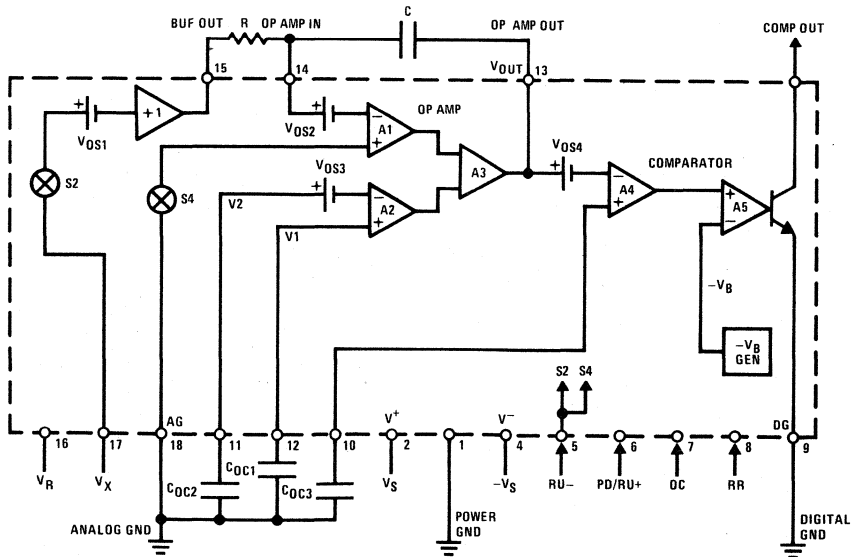 BUF OUT R OP AMP IN C OP AMP OUT COMP OUT
15 14 VOUT 13
+ +1 + OP AMP
VOS1 VOS2 − A1 + VOS4
S2 S4 VOS3 A3 + COMPARATOR
V2 + − A2 + − A4 + + A5 −
V1
−VB
−VB
GEN
S2 S4
AG V+ V− DG
16 17 18 11 12 10 2 1 4 5 6 7 8 9
VR VX COC2 COC1 COC3 VS −VS RU− PD/RU+ OC RR
ANALOG GND POWER
GND DIGITAL
GND